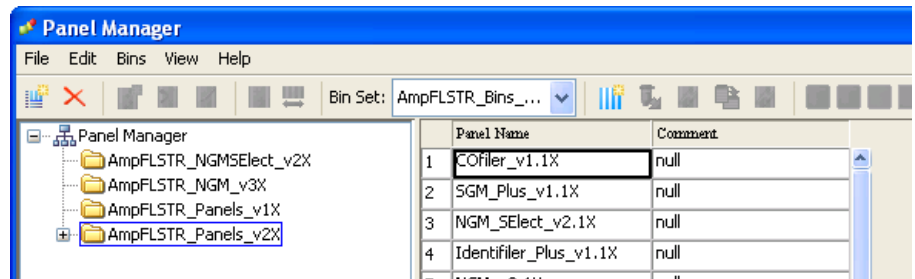 Panel Manager
File Edit Bins View Help
Bin Set: AmpFLSTR_Bins_...
Panel Manager
AmpFLSTR_NGMSElect_v2X
AmpFLSTR_NGM_v3X
AmpFLSTR_Panels_v1X
AmpFLSTR_Panels_v2X
Panel Name Comment
1 COfiler_v1.1X null
2 SGM_Plus_v1.1X null
3 NGM_SElect_v2.1X null
4 Identifiler_Plus_v1.1X null